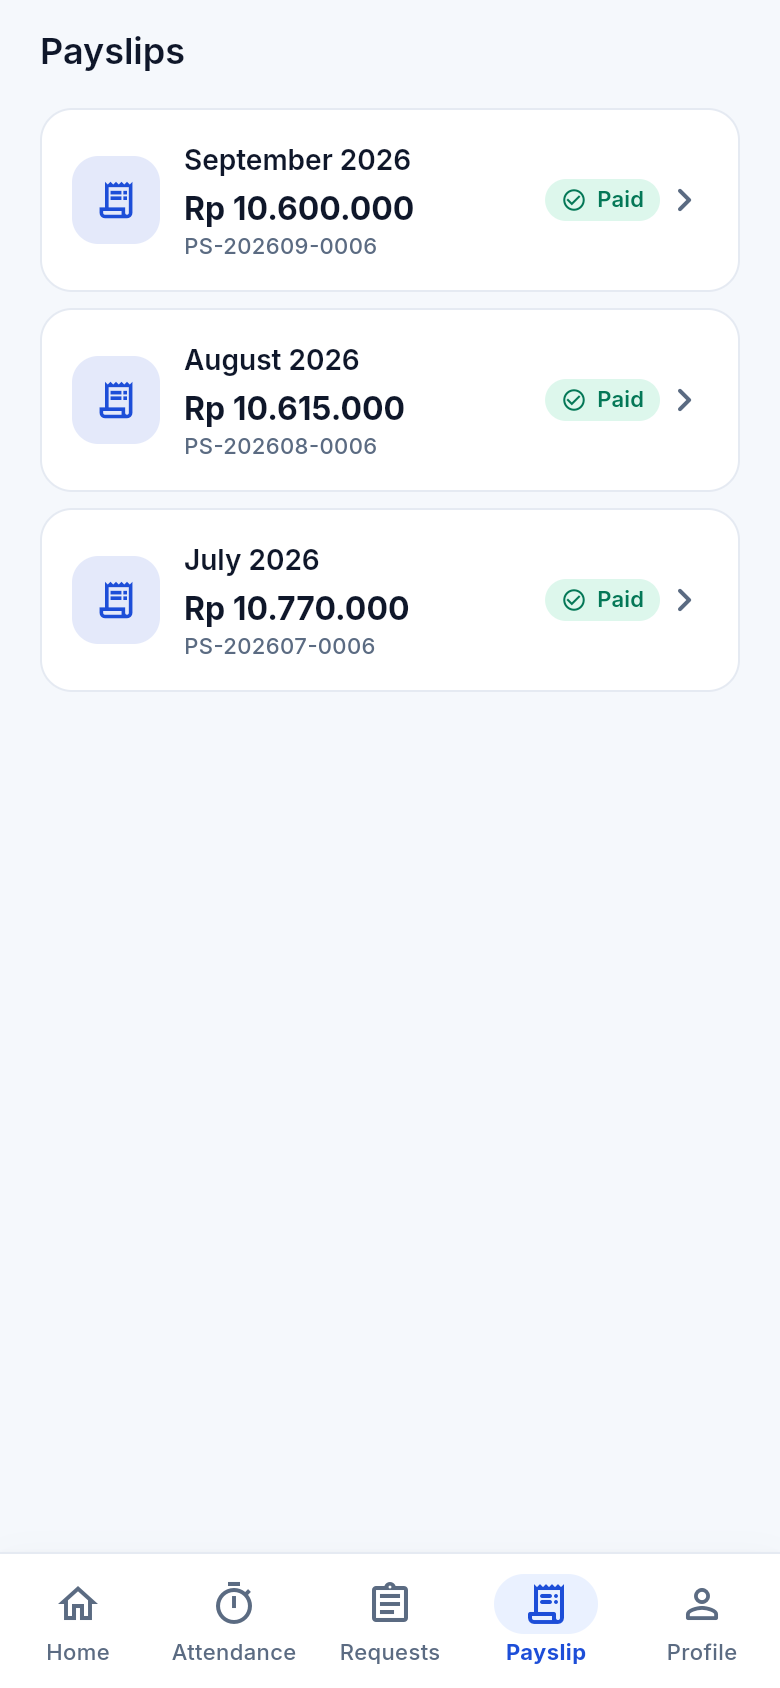 Payslips
September 2026
Rp 10.600.000
PS-202609-0006
Paid
August 2026
Rp 10.615.000
PS-202608-0006
Paid
July 2026
Rp 10.770.000
PS-202607-0006
Paid
Home
Attendance
Requests
Payslip
Profile